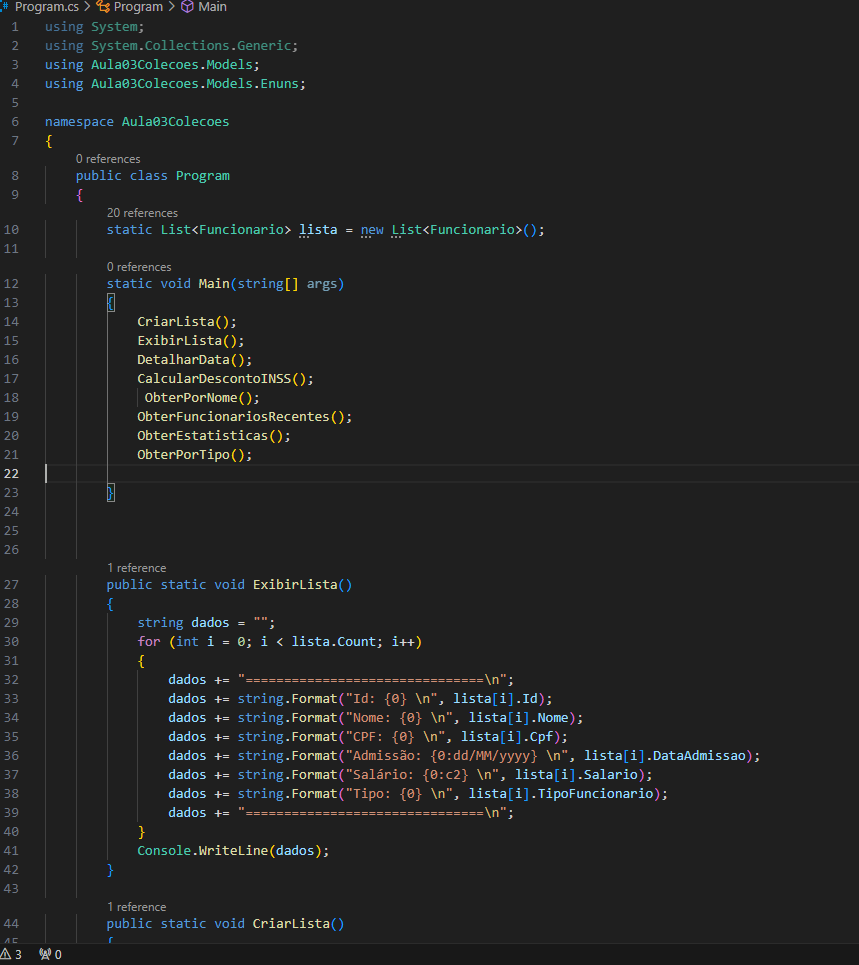 Program.cs > Program > Main
1 using System;
2 using System.Collections.Generic;
3 using Aula03Colecoes.Models;
4 using Aula03Colecoes.Models.Enuns;
5
6 namespace Aula03Colecoes
7 {
0 references
8 public class Program
9 {
20 references
10 static List<Funcionario> lista = new List<Funcionario>();
11
0 references
12 static void Main(string[] args)
13 {
14 CriarLista();
15 ExibirLista();
16 DetalharData();
17 CalcularDescontoINSS();
18 ObterPorNome();
19 ObterFuncionariosRecentes();
20 ObterEstatisticas();
21 ObterPorTipo();
22
23 }
24
25
26
1 reference
27 public static void ExibirLista()
28 {
29 string dados = "";
30 for (int i = 0; i < lista.Count; i++)
31 {
32 dados += "===============================\n";
33 dados += string.Format("Id: {0} \n", lista[i].Id);
34 dados += string.Format("Nome: {0} \n", lista[i].Nome);
35 dados += string.Format("CPF: {0} \n", lista[i].Cpf);
36 dados += string.Format("Admissão: {0:dd/MM/yyyy} \n", lista[i].DataAdmissao);
37 dados += string.Format("Salário: {0:c2} \n", lista[i].Salario);
38 dados += string.Format("Tipo: {0} \n", lista[i].TipoFuncionario);
39 dados += "===============================\n";
40 }
41 Console.WriteLine(dados);
42 }
43
1 reference
44 public static void CriarLista()
45 {
3 0